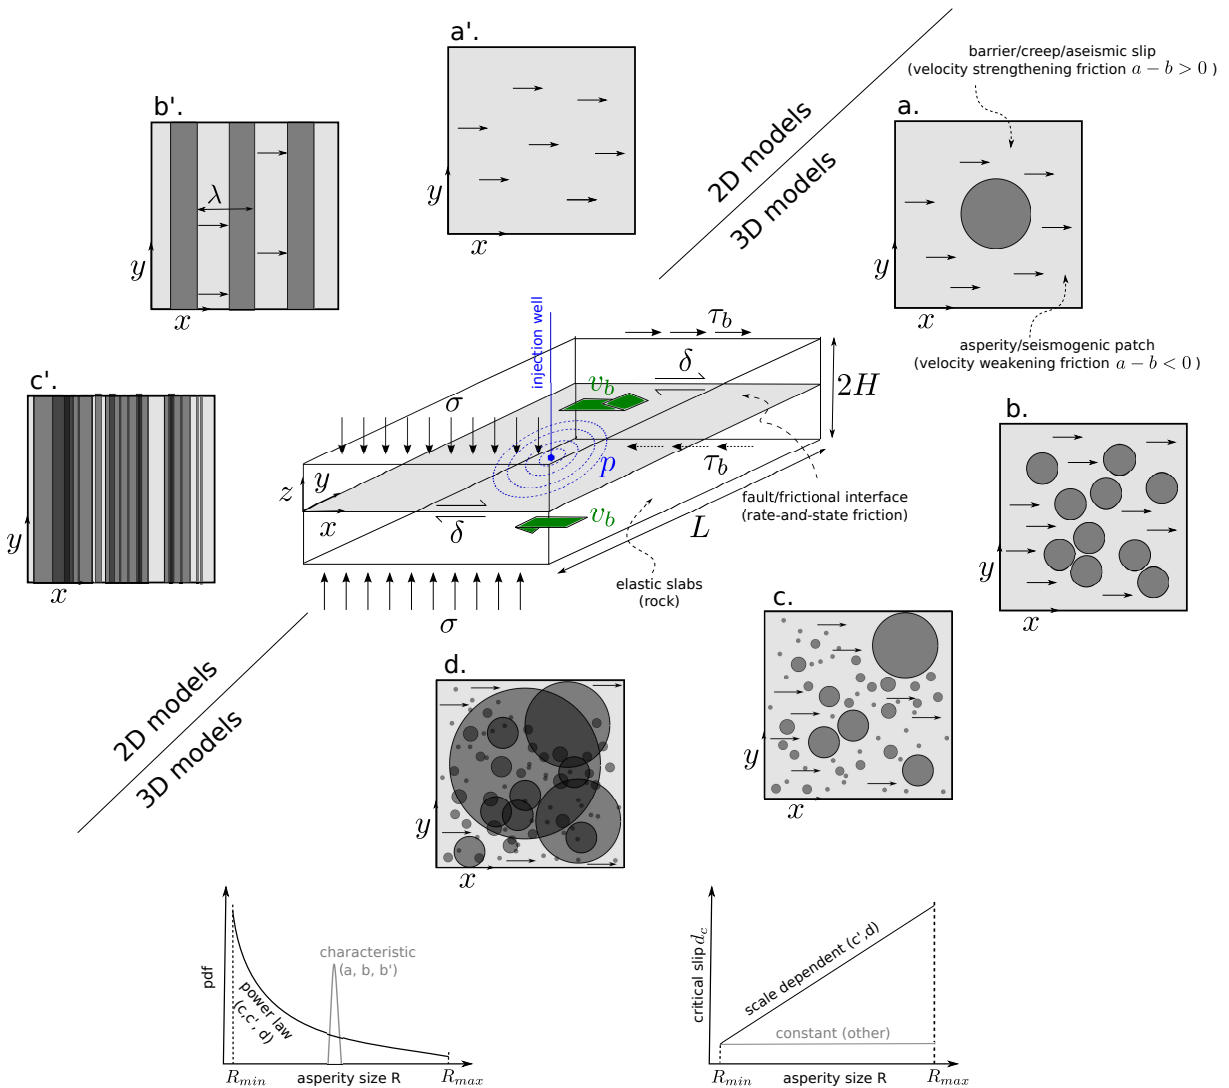 a'.
y
x
b'.
λ
y
x
2D models
3D models
barrier/creep/aseismic slip
(velocity strengthening friction a − b > 0 )
a.
y
x
asperity/seismogenic patch
(velocity weakening friction a − b < 0 )
c'.
y
x
injection well
τ_b
δ
v_b
2H
σ
p
z
y
x
τ_b
fault/frictional interface
(rate-and-state friction)
δ
v_b
L
elastic slabs
(rock)
σ
b.
y
x
c.
y
x
2D models
3D models
d.
y
x
pdf
characteristic
(a, b, b')
power law
(c,c', d)
R_min
asperity size R
R_max
critical slip d_c
scale dependent (c',d)
constant (other)
R_min
asperity size R
R_max